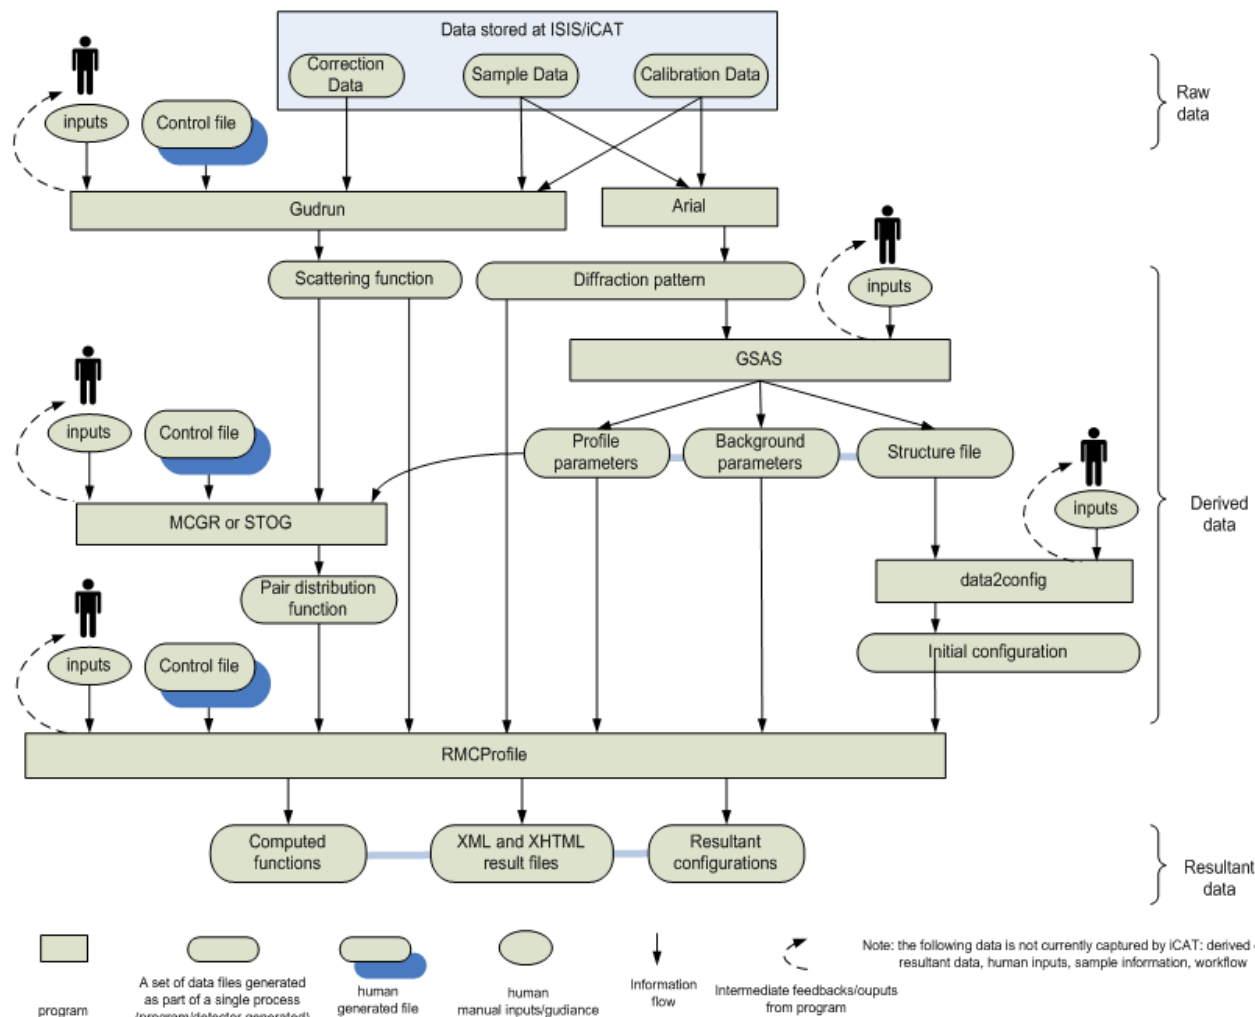 Data stored at ISIS/iCAT
Correction
Data
Sample Data
Calibration Data
inputs
Control file
Raw
data
Gudrun
Arial
Scattering function
Diffraction pattern
inputs
GSAS
inputs
Control file
Profile
parameters
Background
parameters
Structure file
inputs
MCGR or STOG
Derived
data
data2config
Pair distribution
function
inputs
Control file
Initial configuration
RMCProfile
Computed
functions
XML and XHTML
result files
Resultant
configurations
Resultant
data
program
A set of data files generated
as part of a single process
(program/detector generated)
human
generated file
human
manual inputs/gudiance
Information
flow
Intermediate feedbacks/ouputs
from program
Note: the following data is not currently captured by iCAT: derived
resultant data, human inputs, sample information, workflow